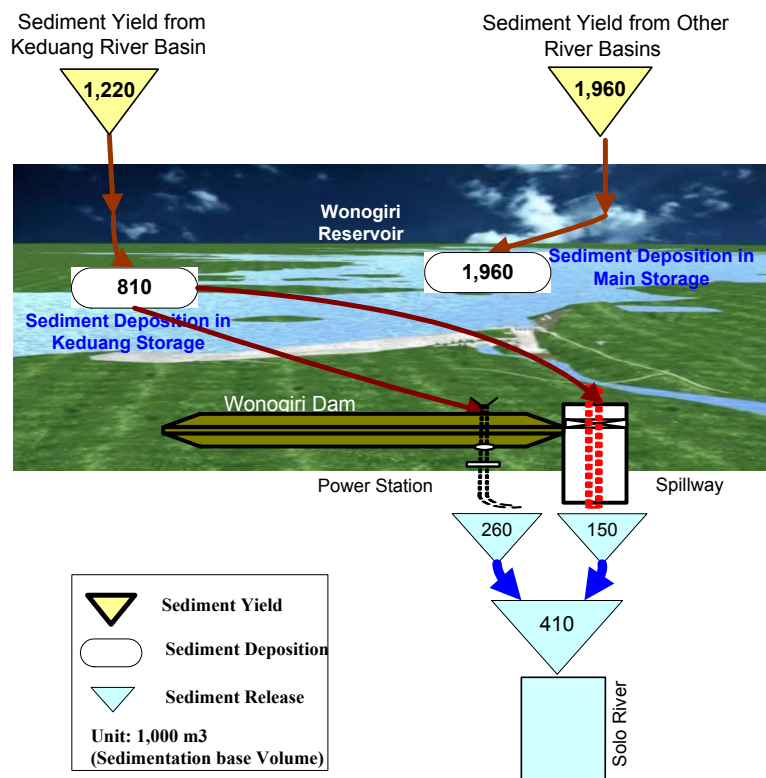 Sediment Yield from
Keduang River Basin
Sediment Yield from Other
River Basins
1,220
1,960
Wonogiri
Reservoir
810
1,960
Sediment Deposition in
Main Storage
Sediment Deposition in
Keduang Storage
Wonogiri Dam
Power Station
Spillway
260
150
410
Solo River
Sediment Yield
Sediment Deposition
Sediment Release
Unit: 1,000 m3
(Sedimentation base Volume)